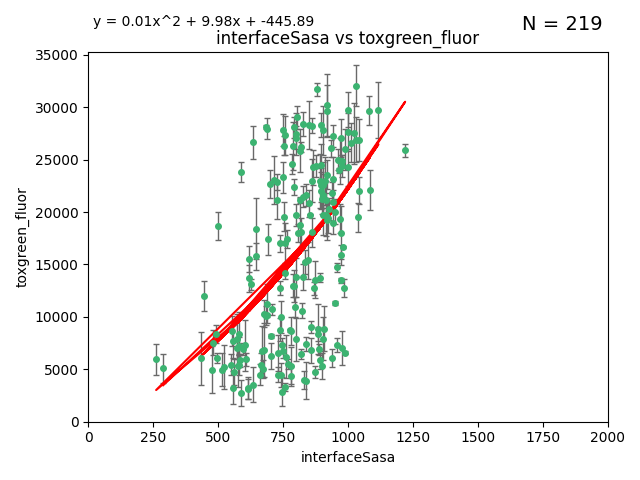 y = 0.01x^2 + 9.98x + -445.89
N = 219
interfaceSasa vs toxgreen_fluor
toxgreen_fluor
35000
30000
25000
20000
15000
10000
5000
0
0 250 500 750 1000 1250 1500 1750 2000
interfaceSasa